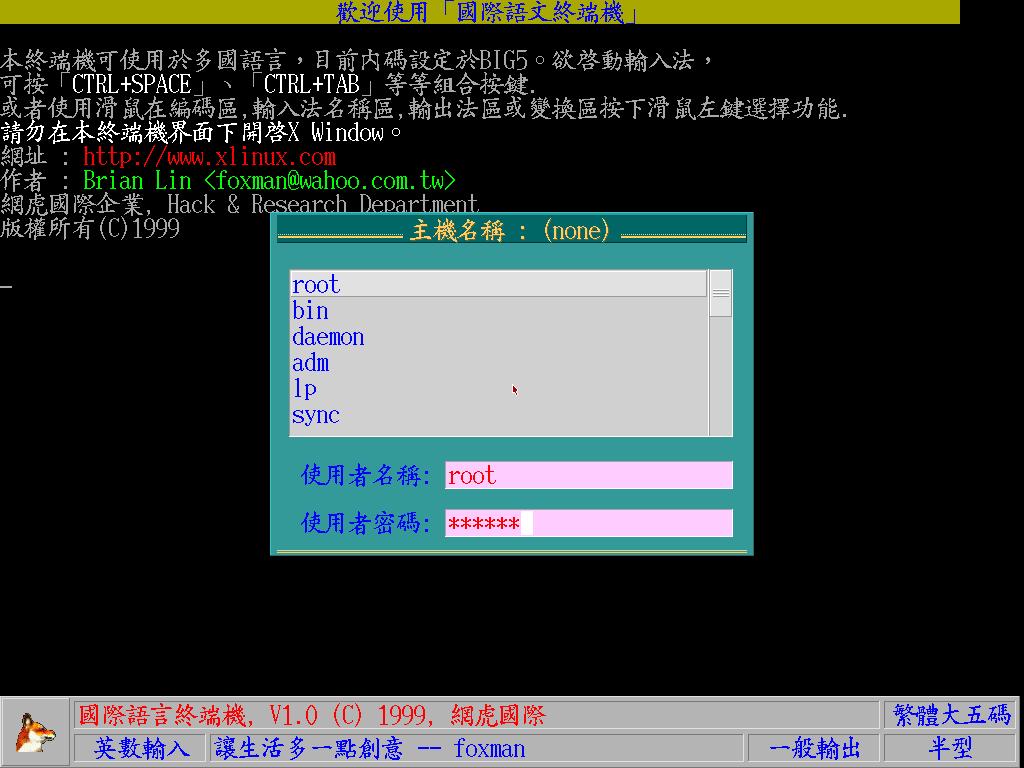 歡迎使用「國際語文終端機」
本終端機可使用於多國語言，目前內碼設定於BIG5。欲啓動輸入法，
可按「CTRL+SPACE」、「CTRL+TAB」等等組合按鍵.
或者使用滑鼠在編碼區,輸入法名稱區,輸出法區或變換區按下滑鼠左鍵選擇功能.
請勿在本終端機界面下開啓X Window。
網址 : http://www.xlinux.com
作者 : Brian Lin <foxman@wahoo.com.tw>
網虎國際企業, Hack & Research Department
版權所有(C)1999
主機名稱 : (none)
root
bin
daemon
adm
lp
sync
使用者名稱: root
使用者密碼: ******
國際語言終端機, V1.0 (C) 1999, 網虎國際 繁體大五碼
英數輸入 讓生活多一點創意 -- foxman 一般輸出 半型